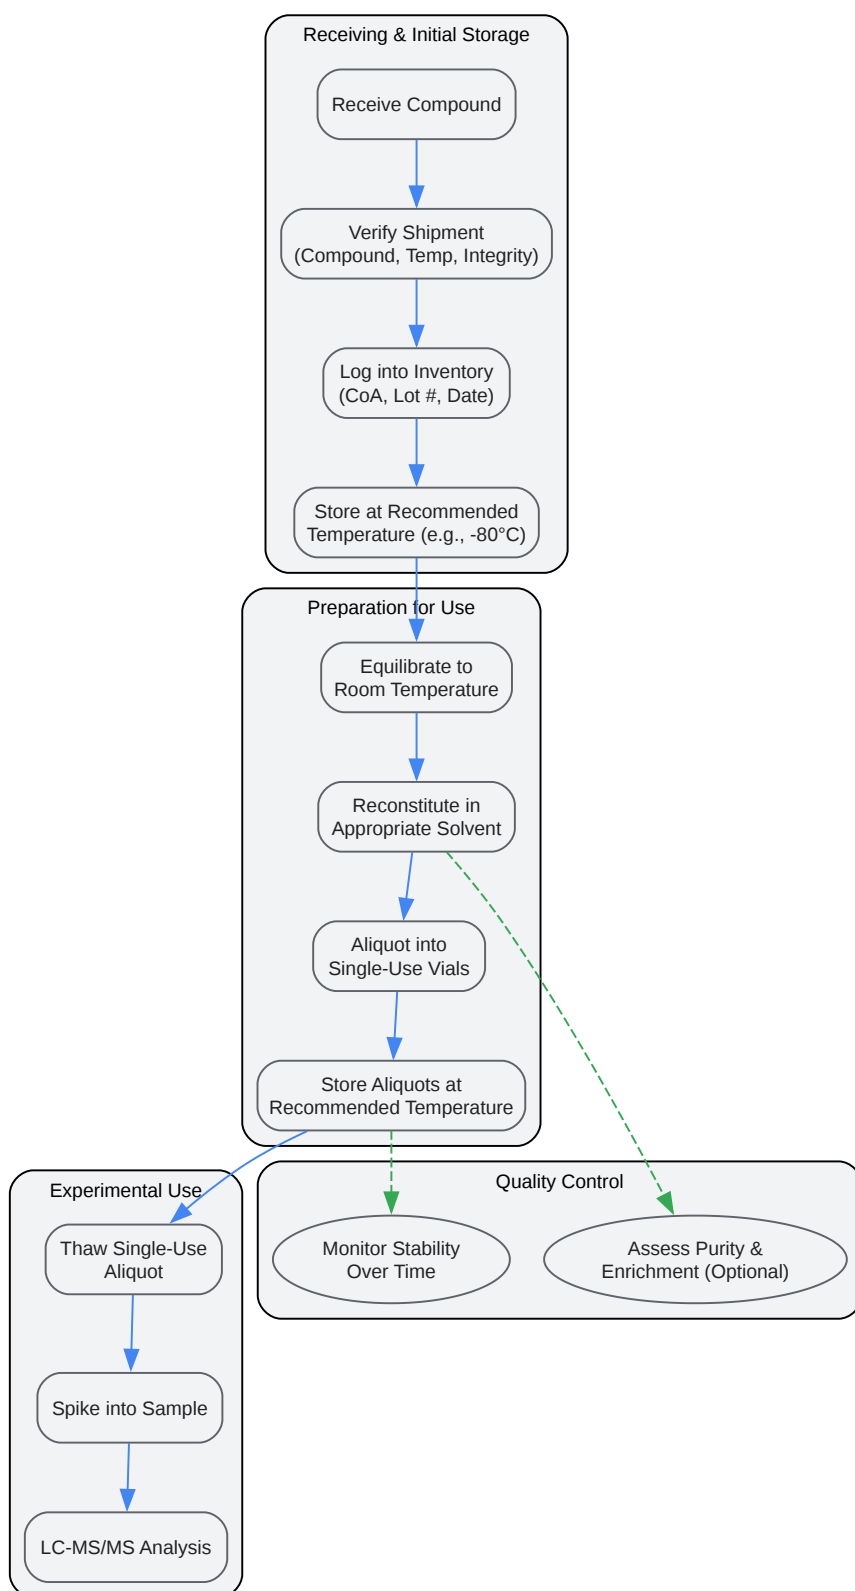 Receiving & Initial Storage
Receive Compound
Verify Shipment
(Compound, Temp, Integrity)
Log into Inventory
(CoA, Lot #, Date)
Store at Recommended
Temperature (e.g., -80°C)
Preparation for Use
Equilibrate to
Room Temperature
Reconstitute in
Appropriate Solvent
Aliquot into
Single-Use Vials
Store Aliquots at
Recommended Temperature
Experimental Use
Thaw Single-Use
Aliquot
Spike into Sample
LC-MS/MS Analysis
Quality Control
Monitor Stability
Over Time
Assess Purity &
Enrichment (Optional)